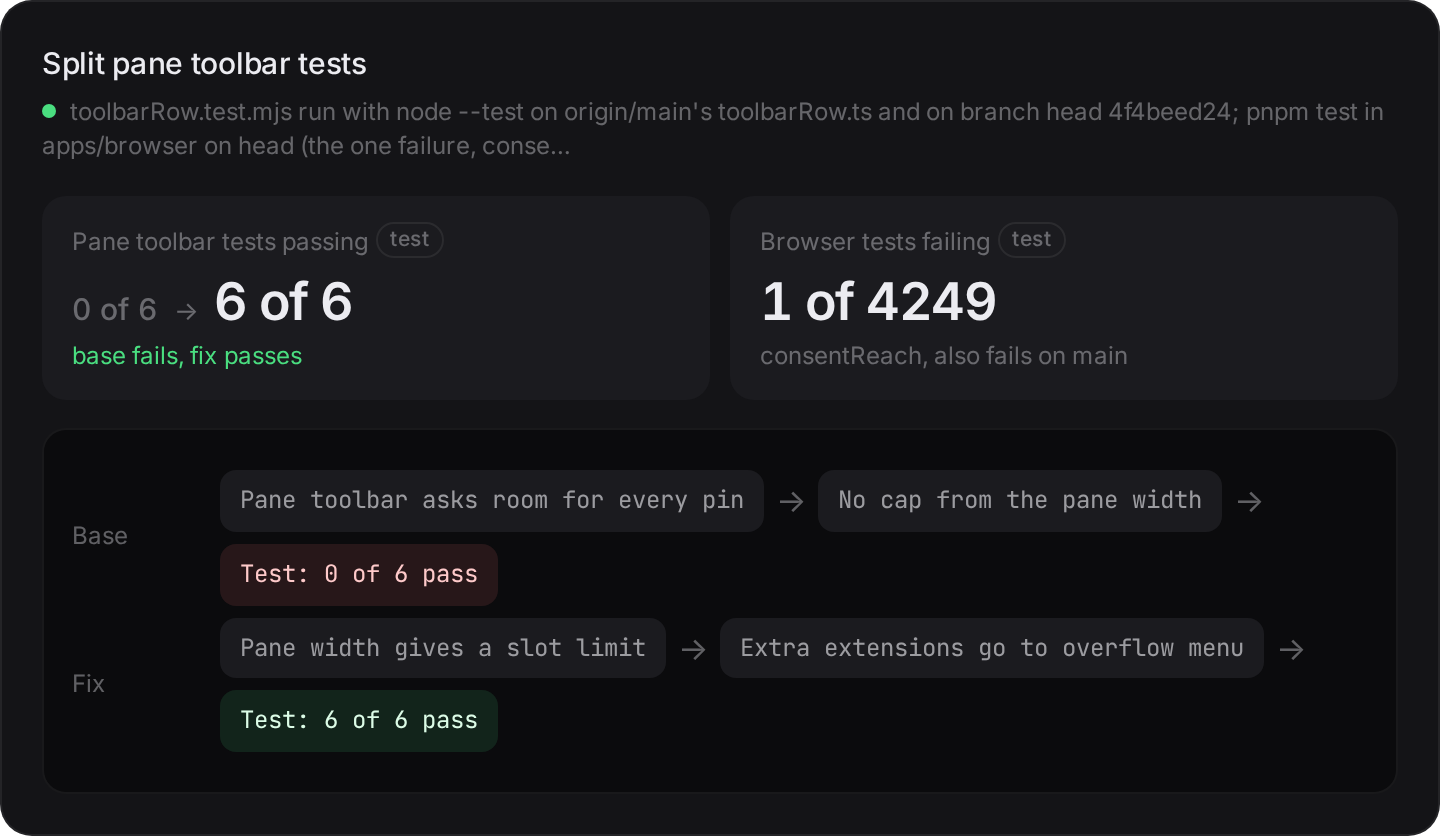 Split pane toolbar tests
toolbarRow.test.mjs run with node --test on origin/main's toolbarRow.ts and on branch head 4f4beed24; pnpm test in
apps/browser on head (the one failure, conse...
Pane toolbar tests passing test
0 of 6 → 6 of 6
base fails, fix passes
Browser tests failing test
1 of 4249
consentReach, also fails on main
Base
Pane toolbar asks room for every pin → No cap from the pane width →
Test: 0 of 6 pass
Fix
Pane width gives a slot limit → Extra extensions go to overflow menu →
Test: 6 of 6 pass